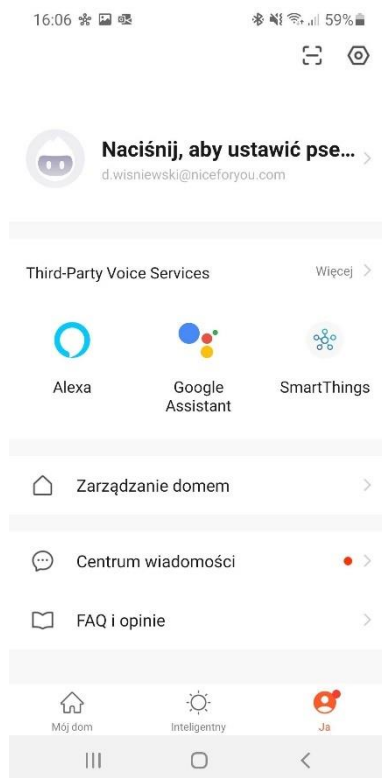 16:06 59%
Naciśnij, aby ustawić pse...
d.wisniewski@niceforyou.com
Third-Party Voice Services Więcej
Alexa
Google
Assistant
SmartThings
Zarządzanie domem
Centrum wiadomości
FAQ i opinie
Mój dom Inteligentny Ja